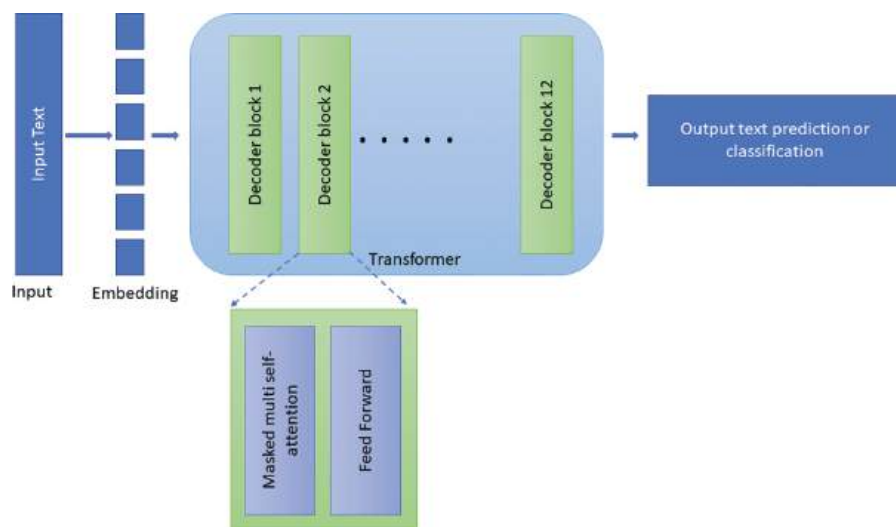 Input Text
Input
Embedding
Decoder block 1
Decoder block 2
Decoder block 12
Transformer
Masked multi self-
attention
Feed Forward
Output text prediction or
classification